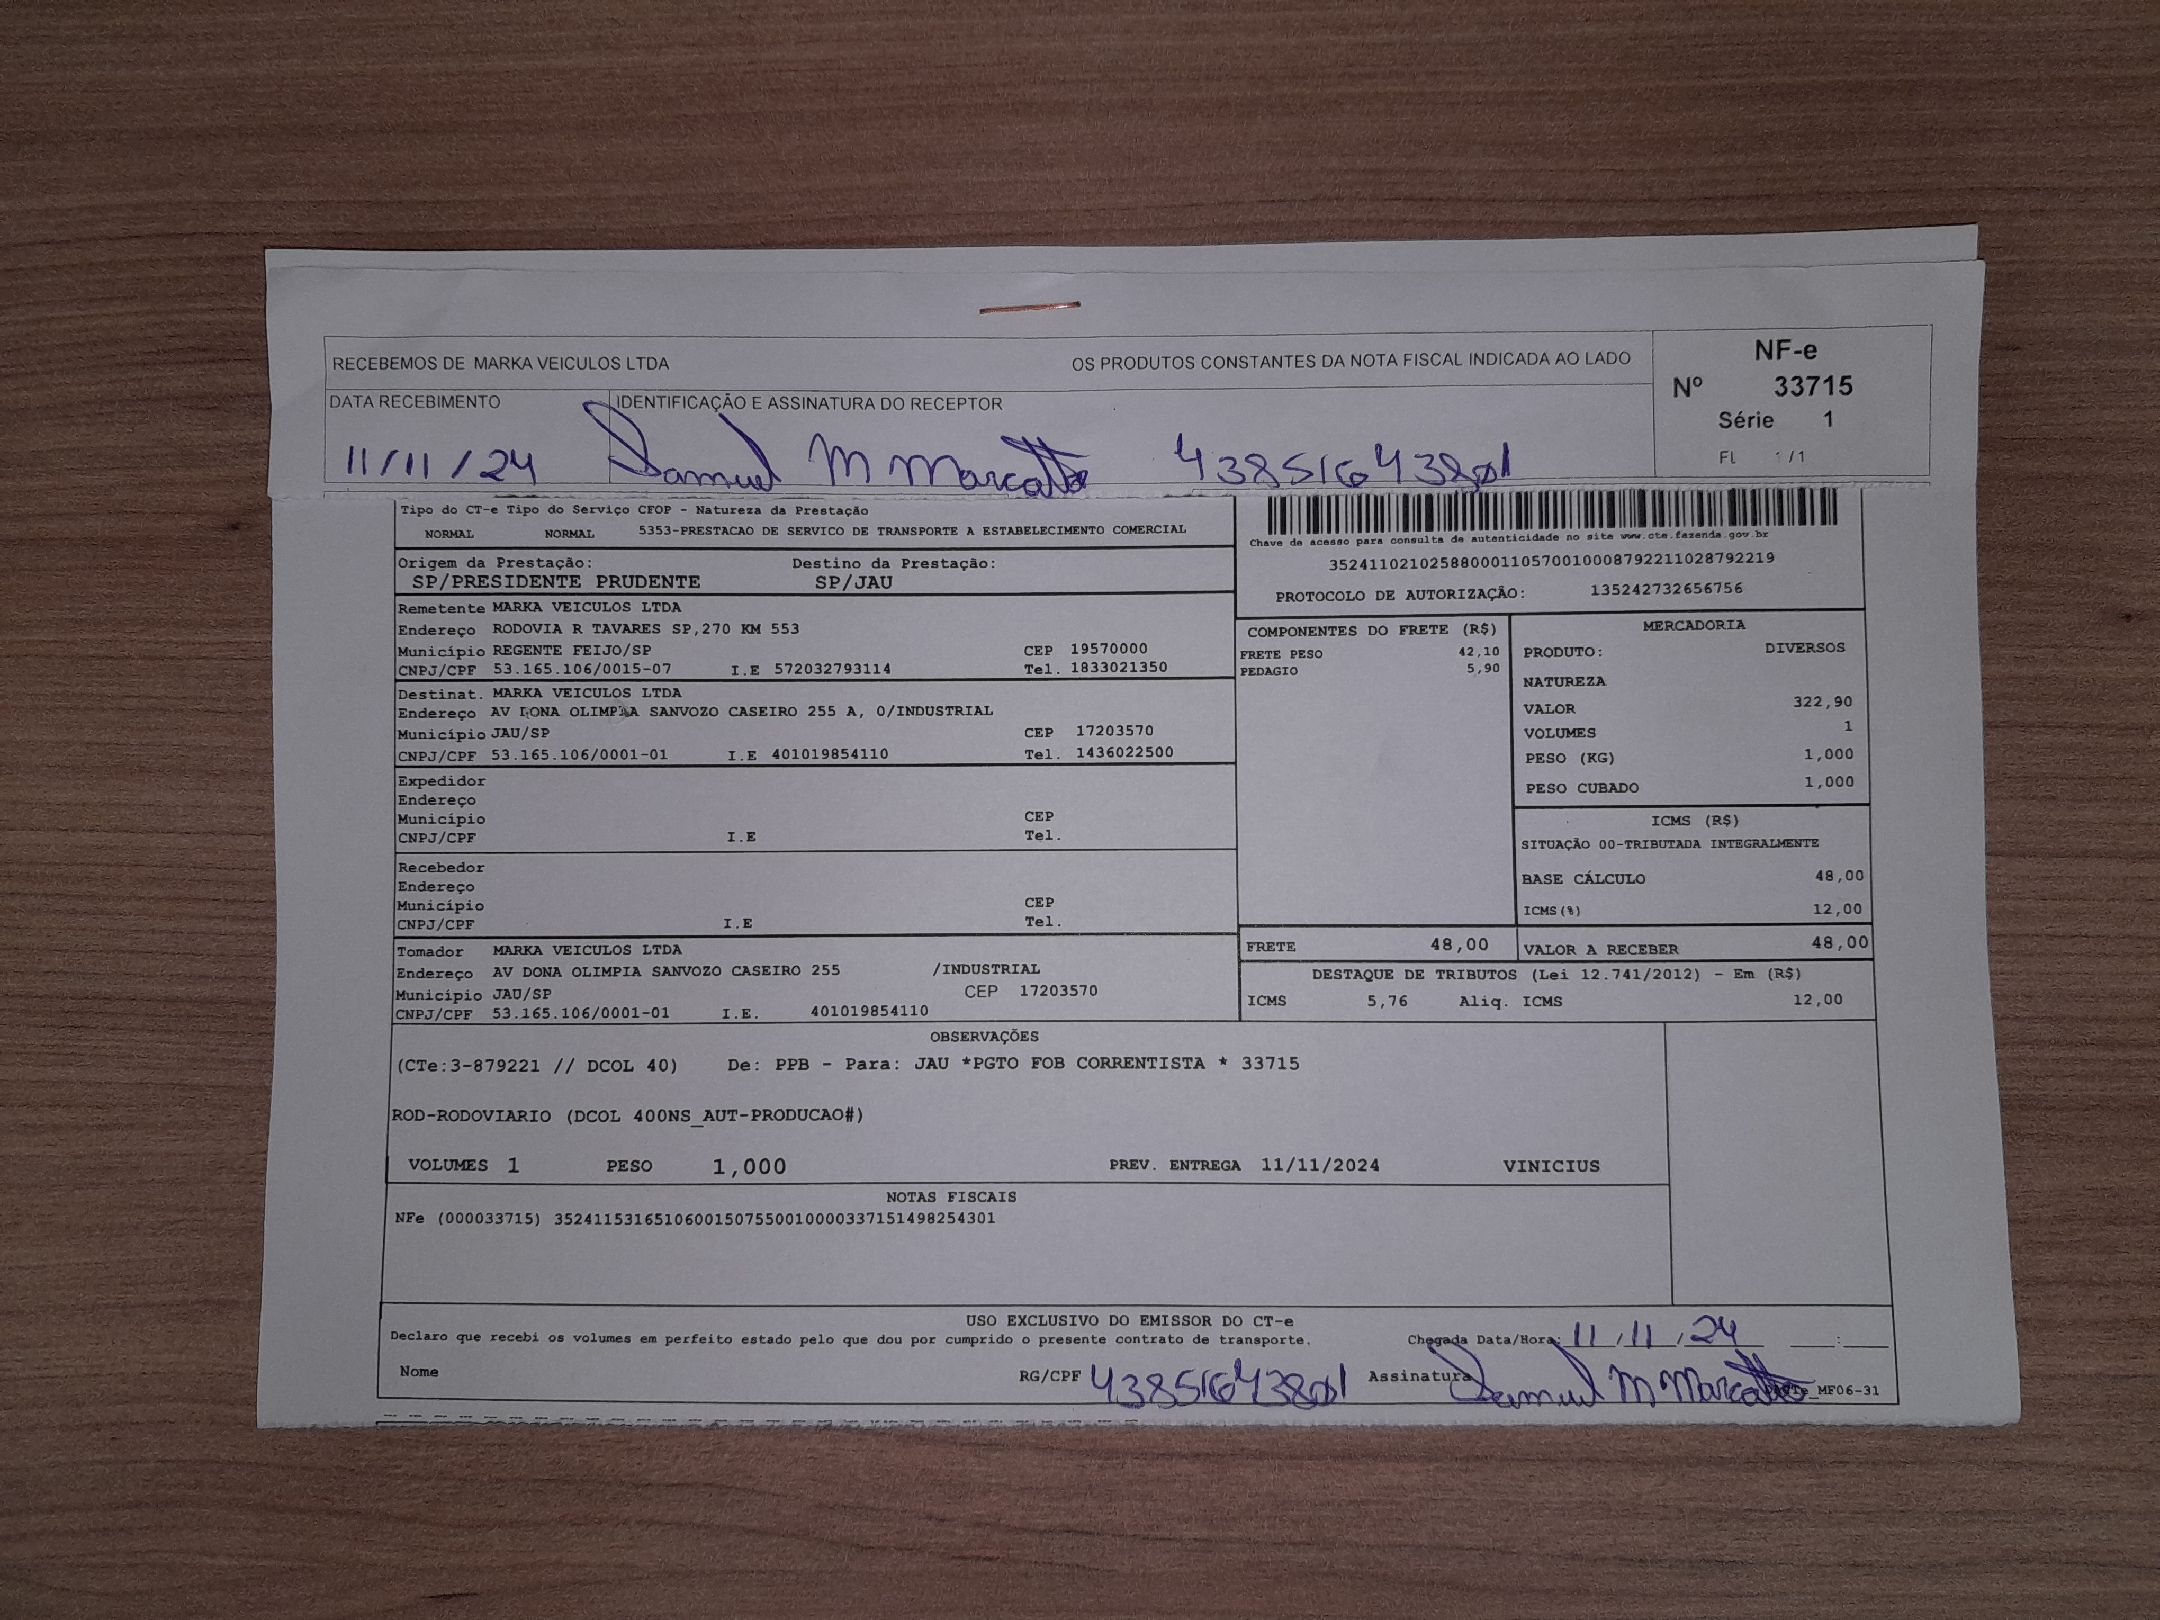 RECEBEMOS DE MARKA VEICULOS LTDA OS PRODUTOS CONSTANTES DA NOTA FISCAL INDICADA AO LADO
NF-e
Nº 33715
Série 1
FL 1/1
DATA RECEBIMENTO IDENTIFICAÇÃO E ASSINATURA DO RECEPTOR
11/11/24 Samuel M Marcatto 43851643801
Tipo do CT-e Tipo do Serviço CFOP - Natureza da Prestação
NORMAL NORMAL 5353-PRESTACAO DE SERVICO DE TRANSPORTE A ESTABELECIMENTO COMERCIAL
Chave de acesso para consulta de autenticidade no site www.cte.fazenda.gov.br
35241102102588000110570010008792211028792219
PROTOCOLO DE AUTORIZAÇÃO: 135242732656756
Origem da Prestação: Destino da Prestação:
SP/PRESIDENTE PRUDENTE SP/JAU
Remetente MARKA VEICULOS LTDA
Endereço RODOVIA R TAVARES SP,270 KM 553
Município REGENTE FEIJO/SP CEP 19570000
CNPJ/CPF 53.165.106/0015-07 I.E 572032793114 Tel. 1833021350
Destinat. MARKA VEICULOS LTDA
Endereço AV DONA OLIMPIA SANVOZO CASEIRO 255 A, 0/INDUSTRIAL
Município JAU/SP CEP 17203570
CNPJ/CPF 53.165.106/0001-01 I.E 401019854110 Tel. 1436022500
Expedidor
Endereço
Município CEP
CNPJ/CPF I.E Tel.
Recebedor
Endereço
Município CEP
CNPJ/CPF I.E Tel.
Tomador MARKA VEICULOS LTDA
Endereço AV DONA OLIMPIA SANVOZO CASEIRO 255 /INDUSTRIAL
Município JAU/SP CEP 17203570
CNPJ/CPF 53.165.106/0001-01 I.E. 401019854110
COMPONENTES DO FRETE (R$)
FRETE PESO 42,10
PEDAGIO 5,90
MERCADORIA
PRODUTO: DIVERSOS
NATUREZA
VALOR 322,90
VOLUMES 1
PESO (KG) 1,000
PESO CUBADO 1,000
ICMS (R$)
SITUAÇÃO 00-TRIBUTADA INTEGRALMENTE
BASE CÁLCULO 48,00
ICMS(%) 12,00
FRETE 48,00 VALOR A RECEBER 48,00
DESTAQUE DE TRIBUTOS (Lei 12.741/2012) - Em (R$)
ICMS 5,76 Aliq. ICMS 12,00
OBSERVAÇÕES
(CTe:3-879221 // DCOL 40) De: PPB - Para: JAU *PGTO FOB CORRENTISTA * 33715
ROD-RODOVIARIO (DCOL 400NS_AUT-PRODUCAO#)
VOLUMES 1 PESO 1,000 PREV. ENTREGA 11/11/2024 VINICIUS
NOTAS FISCAIS
NFe (000033715) 35241153165106001507550010000337151498254301
USO EXCLUSIVO DO EMISSOR DO CT-e
Declaro que recebi os volumes em perfeito estado pelo que dou por cumprido o presente contrato de transporte. Chegada Data/Hora: 11/11/24 :
Nome RG/CPF 43851643801 Assinatura Samuel M Marcatto
MF06-31